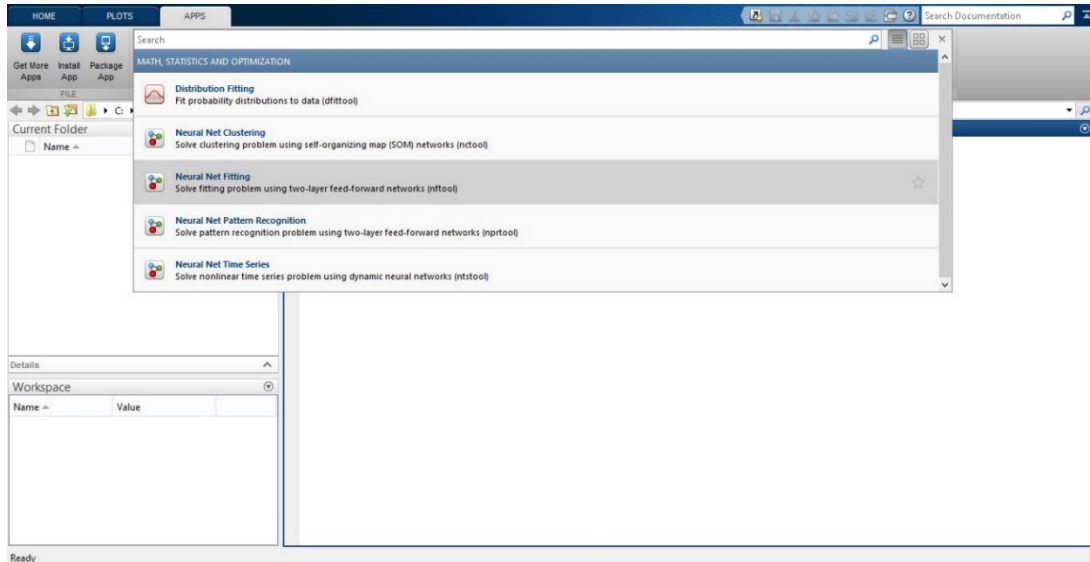 HOME PLOTS APPS
Search Documentation
Search
Get More Apps
Install App
Package App
FILE
MATH, STATISTICS AND OPTIMIZATION
Distribution Fitting
Fit probability distributions to data (dfittool)
Neural Net Clustering
Solve clustering problem using self-organizing map (SOM) networks (nctool)
Neural Net Fitting
Solve fitting problem using two-layer feed-forward networks (nftool)
Neural Net Pattern Recognition
Solve pattern recognition problem using two-layer feed-forward networks (nprtool)
Neural Net Time Series
Solve nonlinear time series problem using dynamic neural networks (ntstool)
C:
Current Folder
Name
Details
Workspace
Name Value
Ready